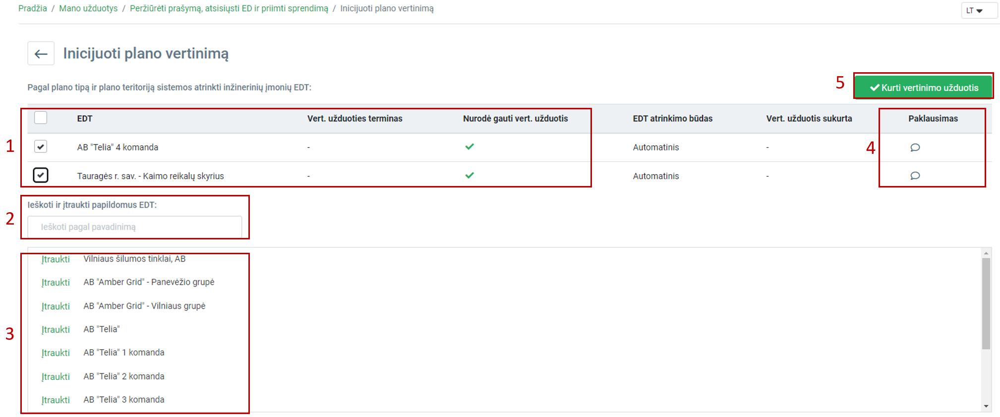 Pradžia / Mano užduotys / Peržiūrėti prašymą, atsisiųsti ED ir priimti sprendimą / Inicijuoti plano vertinimą
LT
Inicijuoti plano vertinimą
Pagal plano tipą ir plano teritoriją sistemos atrinkti inžinerinių įmonių EDT:
5
Kurti vertinimo užduotis
EDT Vert. užduoties terminas Nurodė gauti vert. užduotis EDT atrinkimo būdas Vert. užduotis sukurta Paklausimas
1
AB "Telia" 4 komanda - Automatinis -
4
Tauragės r. sav. - Kaimo reikalų skyrius - Automatinis -
Ieškoti ir įtraukti papildomus EDT:
2
Ieškoti pagal pavadinimą
Įtraukti Vilniaus šilumos tinklai, AB
Įtraukti AB "Amber Grid" - Panevėžio grupė
Įtraukti AB "Amber Grid" - Vilniaus grupė
3
Įtraukti AB "Telia"
Įtraukti AB "Telia" 1 komanda
Įtraukti AB "Telia" 2 komanda
Įtraukti AB "Telia" 3 komanda